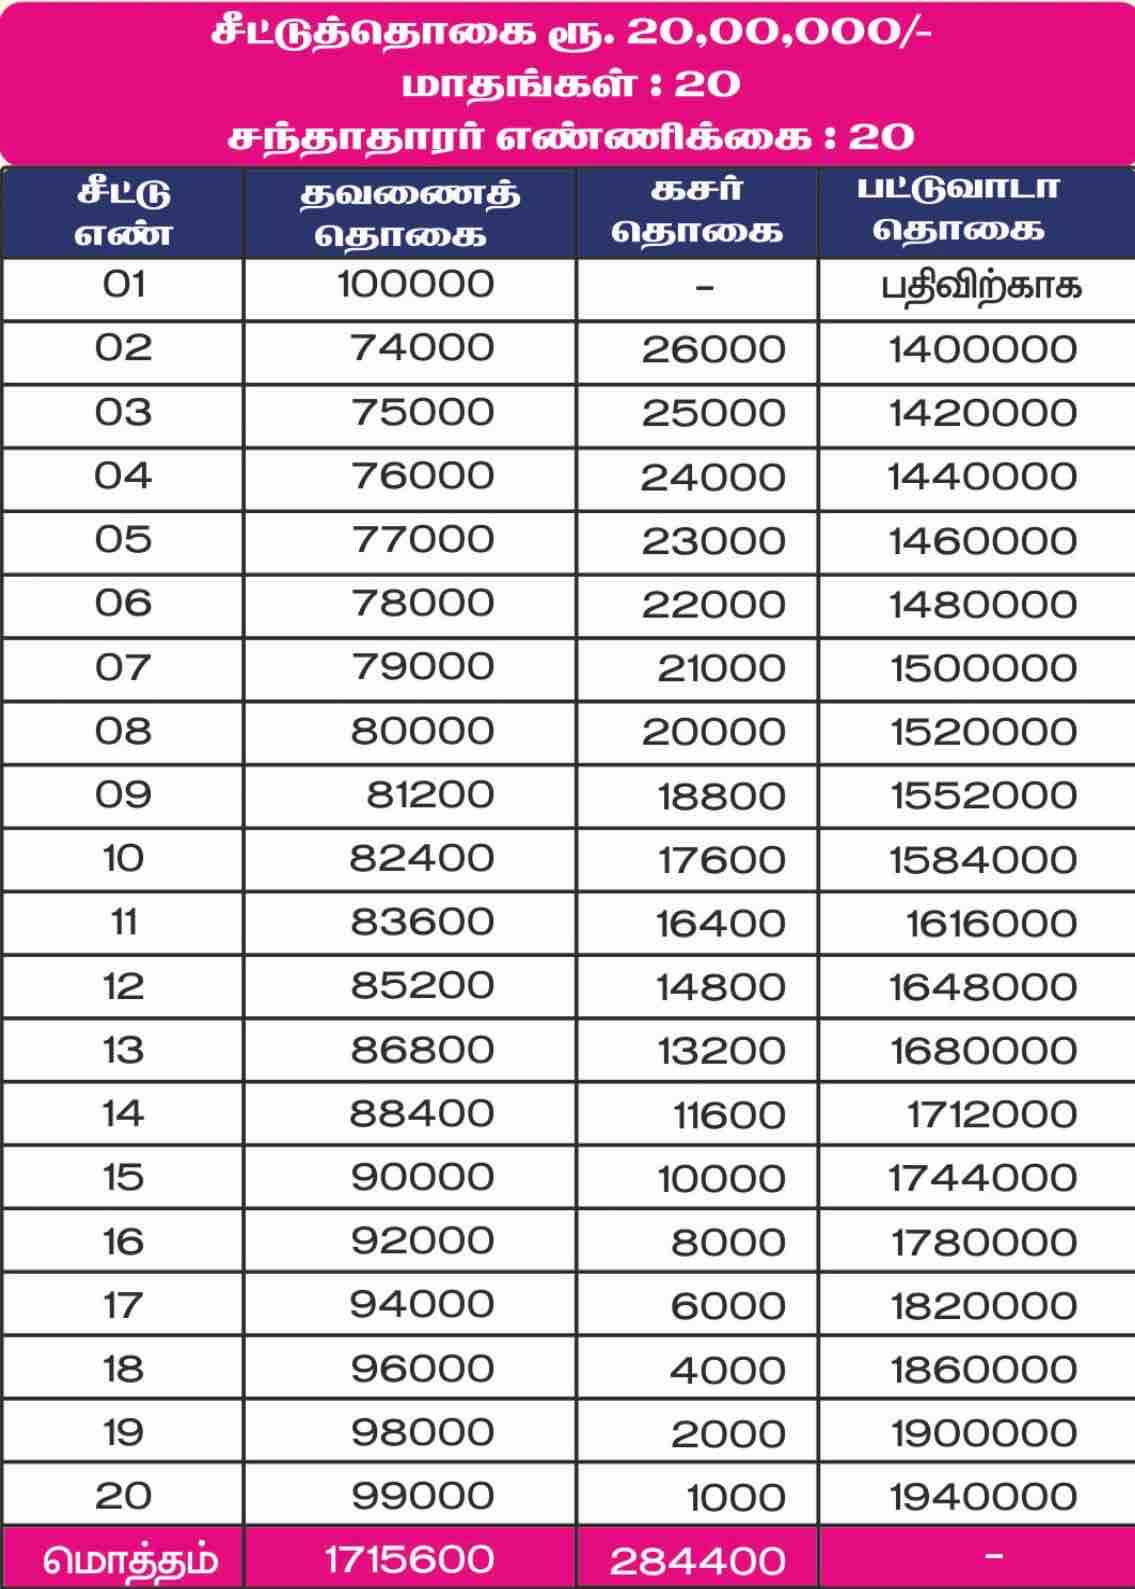 சீட்டுத்தொகை ரூ. 20,00,000/-
மாதங்கள் : 20
சந்தாதாரர் எண்ணிக்கை : 20
சீட்டு எண் தவணைத் தொகை கசர் தொகை பட்டுவாடா தொகை
01 100000 - பதிவிற்காக
02 74000 26000 1400000
03 75000 25000 1420000
04 76000 24000 1440000
05 77000 23000 1460000
06 78000 22000 1480000
07 79000 21000 1500000
08 80000 20000 1520000
09 81200 18800 1552000
10 82400 17600 1584000
11 83600 16400 1616000
12 85200 14800 1648000
13 86800 13200 1680000
14 88400 11600 1712000
15 90000 10000 1744000
16 92000 8000 1780000
17 94000 6000 1820000
18 96000 4000 1860000
19 98000 2000 1900000
20 99000 1000 1940000
மொத்தம் 1715600 284400 -